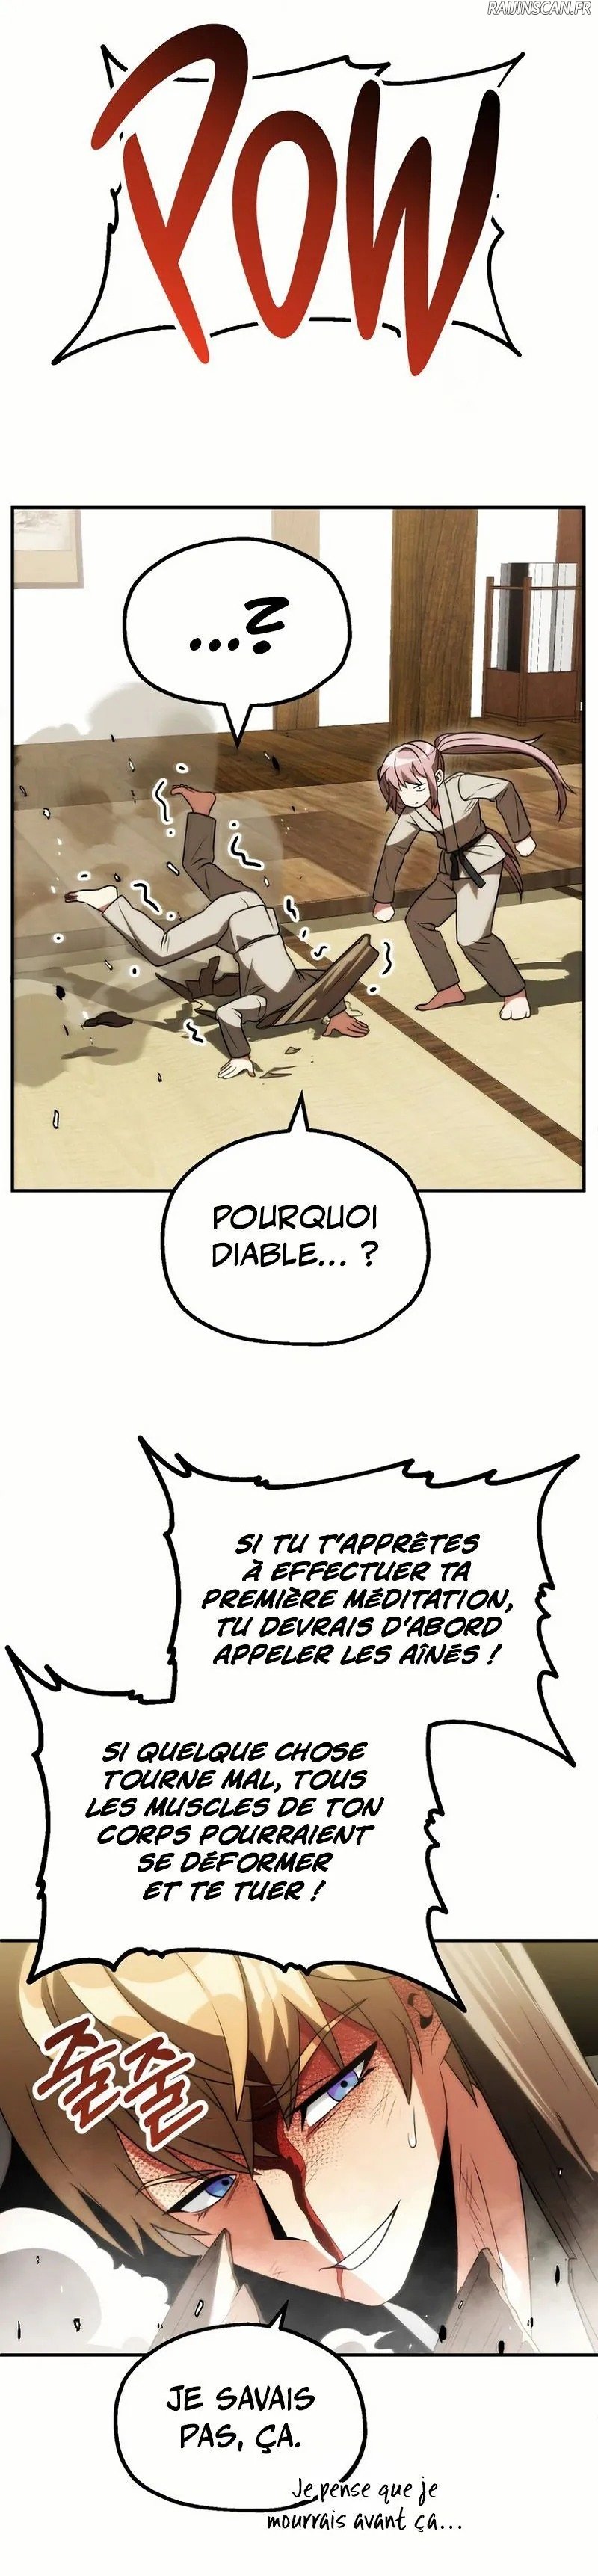 RAIJINSCAN.FR
POW
...?
POURQUOI
DIABLE... ?
SI TU T'APPRÊTES
À EFFECTUER TA
PREMIÈRE MÉDITATION,
TU DEVRAIS D'ABORD
APPELER LES AÎNÉS !
SI QUELQUE CHOSE
TOURNE MAL, TOUS
LES MUSCLES DE TON
CORPS POURRAIENT
SE DÉFORMER
ET TE TUER !
줄줄
JE SAVAIS
PAS, ÇA.
Je pense que je
mourrais avant ça...